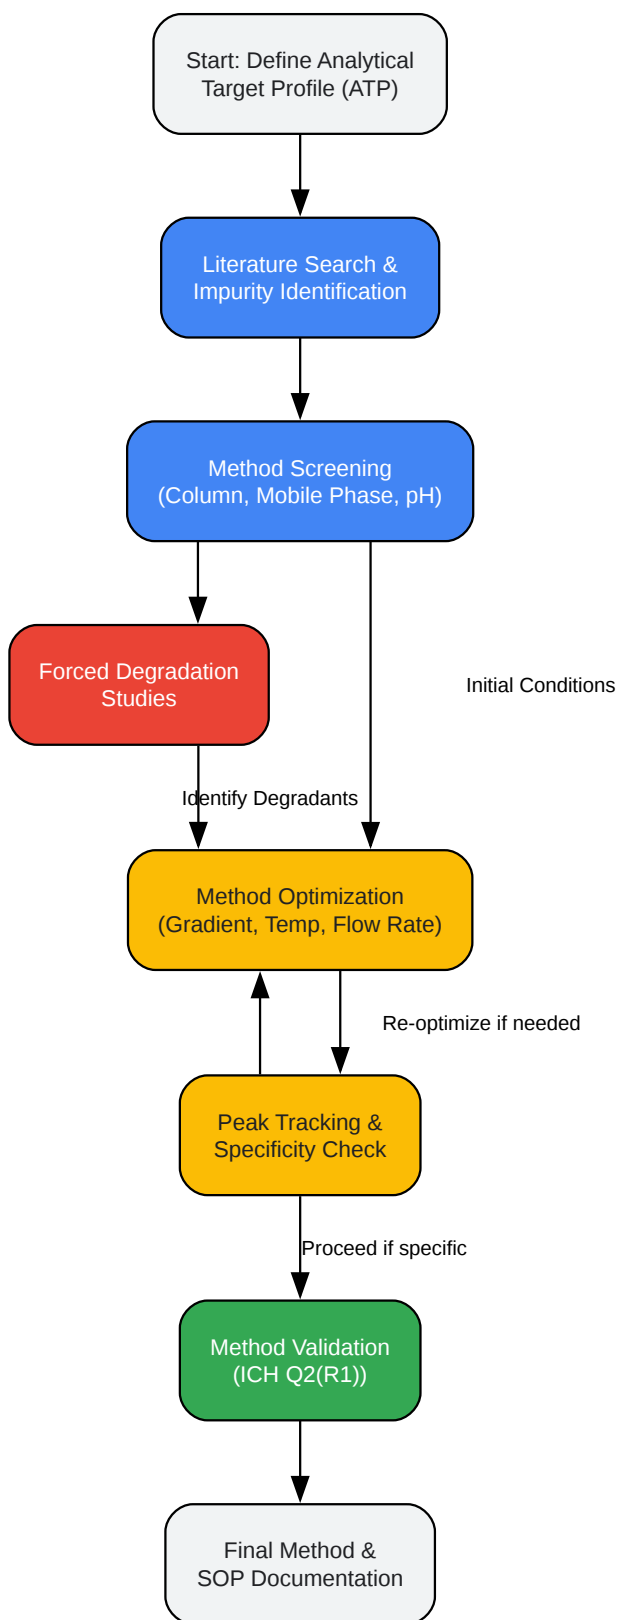 Start: Define Analytical
Target Profile (ATP)
Literature Search &
Impurity Identification
Method Screening
(Column, Mobile Phase, pH)
Forced Degradation
Studies
Initial Conditions
Identify Degradants
Method Optimization
(Gradient, Temp, Flow Rate)
Re-optimize if needed
Peak Tracking &
Specificity Check
Proceed if specific
Method Validation
(ICH Q2(R1))
Final Method &
SOP Documentation